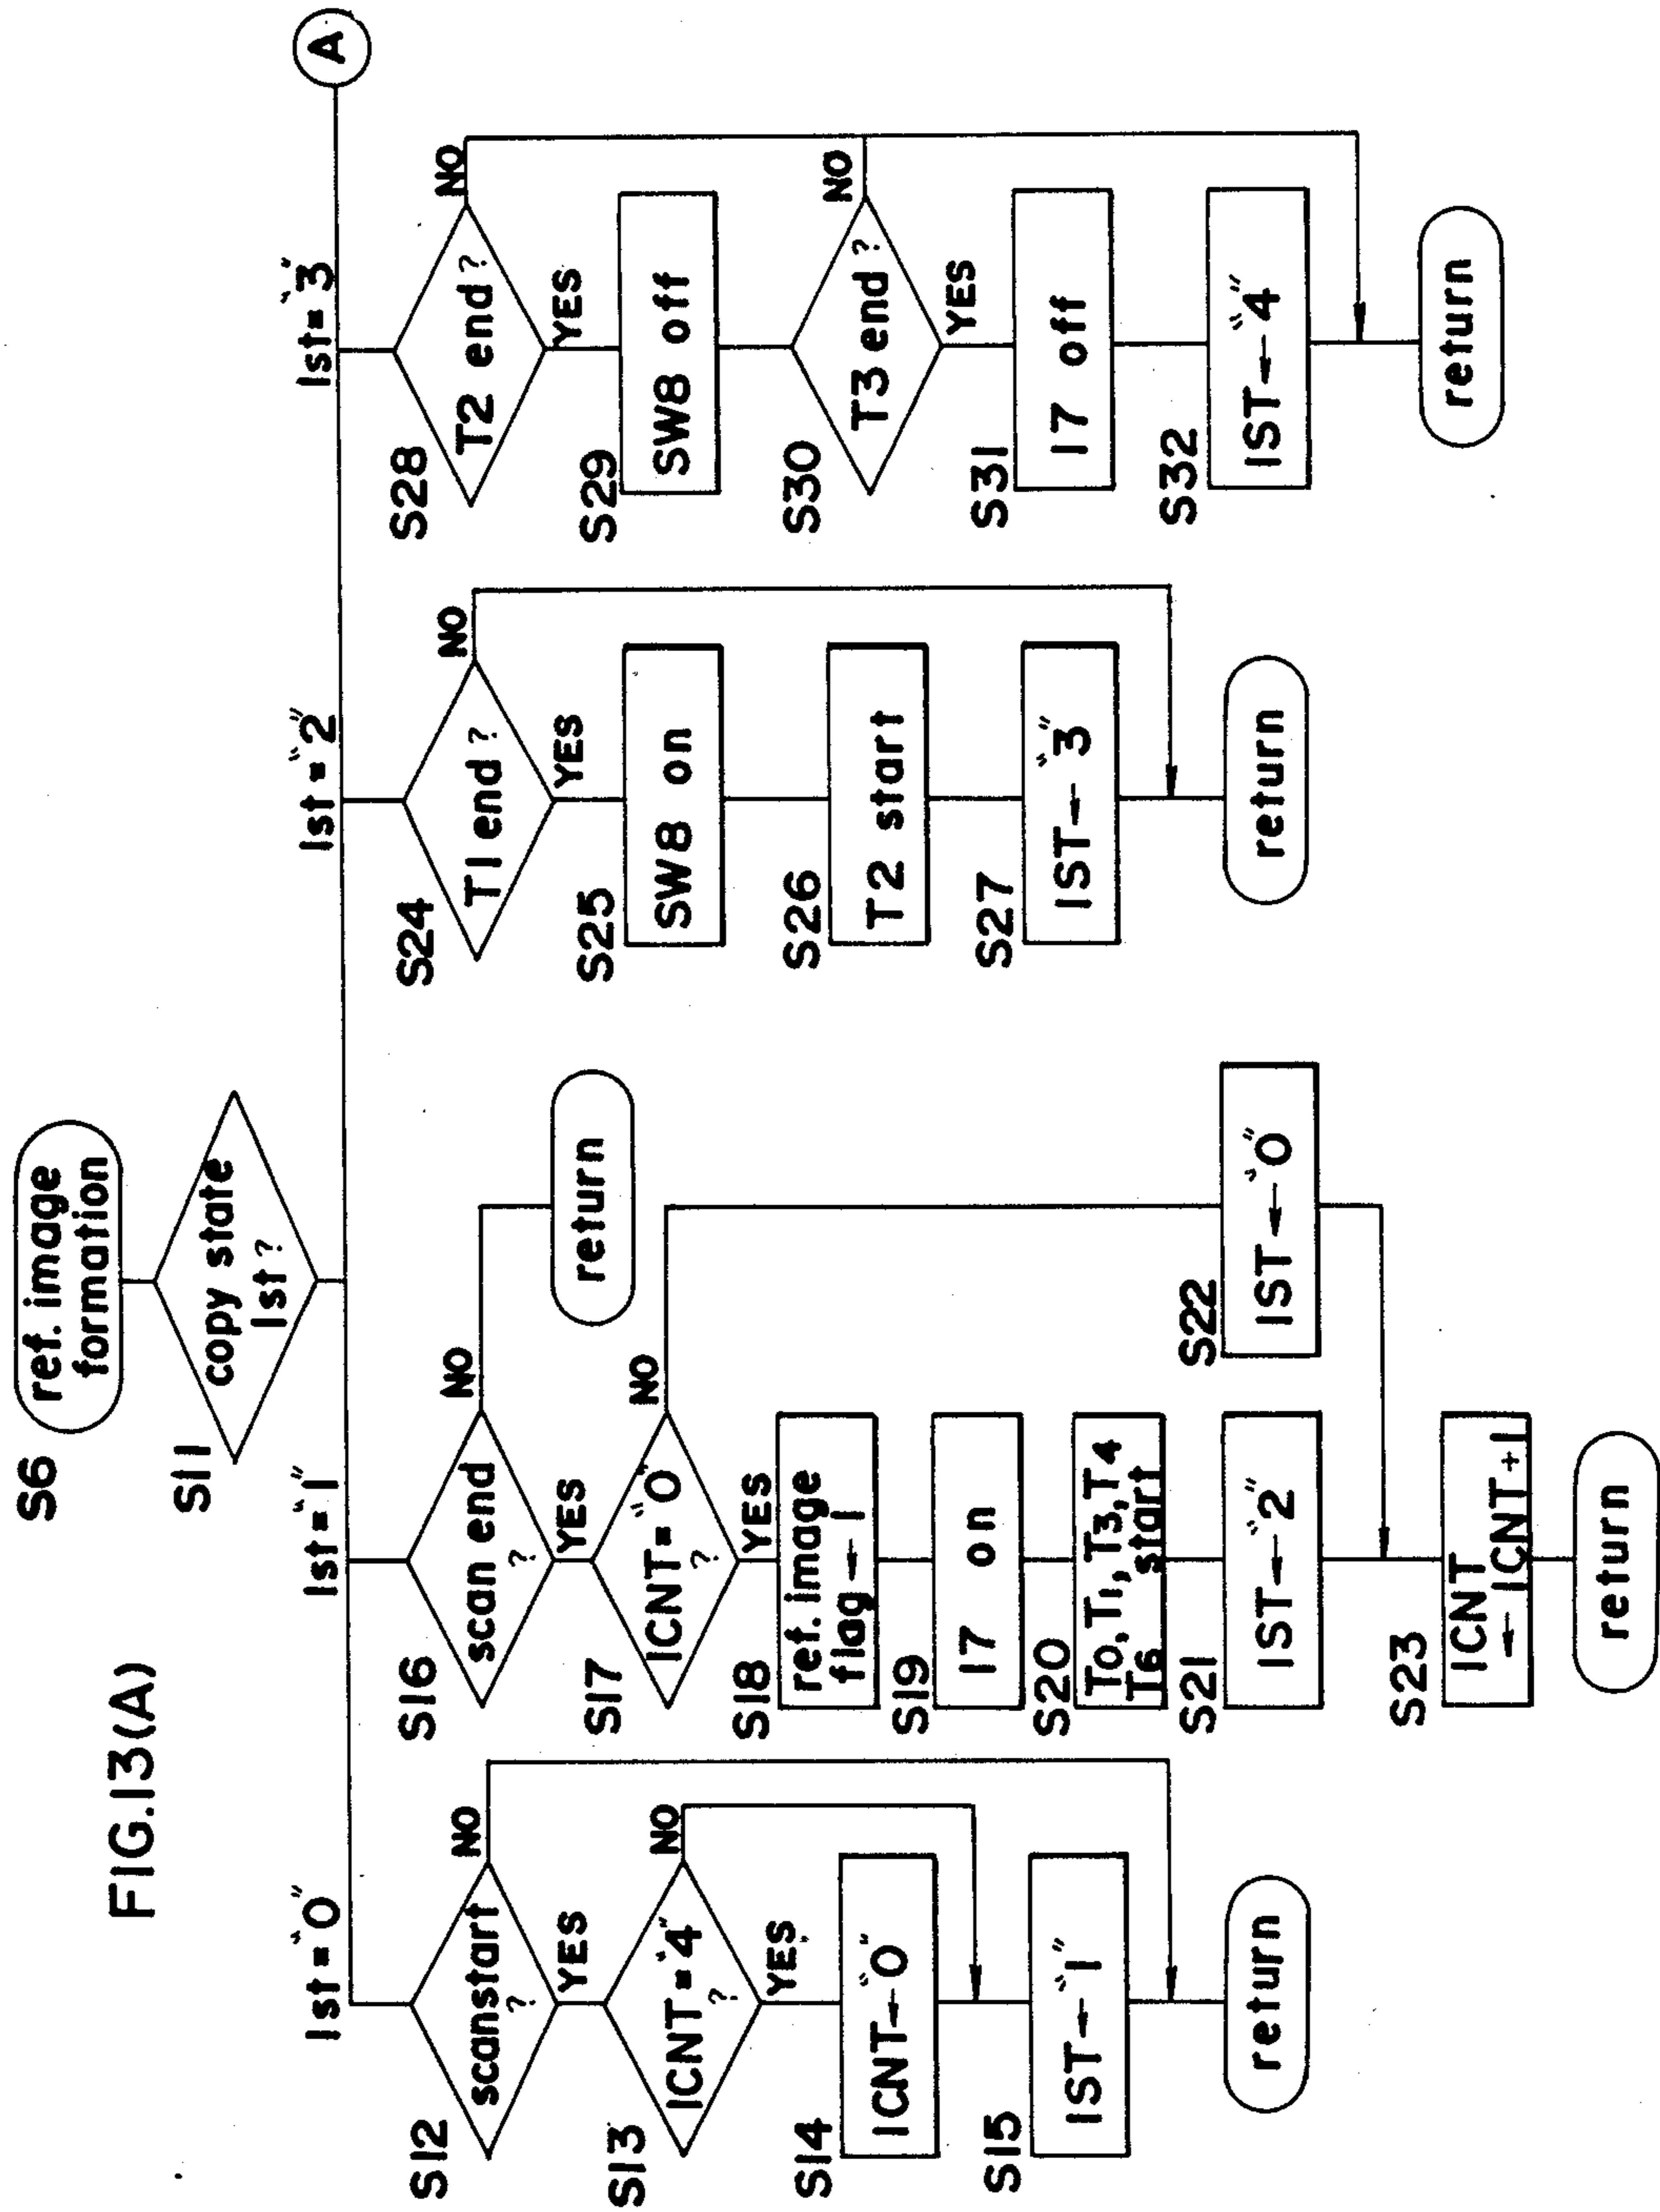 FIG.13(A)
S6
ref. image
formation
S11
copy state
Ist?
Ist="0"
S12
scanstart
?
NO
YES
S13
ICNT="4"
?
NO
YES
S14
ICNT←"0"
S15
IST←"1"
return
Ist="1"
S16
scan end
?
NO
return
YES
S17
ICNT="0"
?
NO
YES
S18
ref. image
flag←1
S19
17 on
S20
T0,T1,T3,T4
T6 start
S21
IST←"2"
S22
IST←"0"
S23
ICNT
←ICNT+1
return
Ist="2"
S24
T1 end?
NO
YES
S25
SW8 on
S26
T2 start
S27
IST←"3"
return
Ist="3"
S28
T2 end?
NO
YES
S29
SW8 off
S30
T3 end?
NO
YES
S31
17 off
S32
IST←"4"
return
A